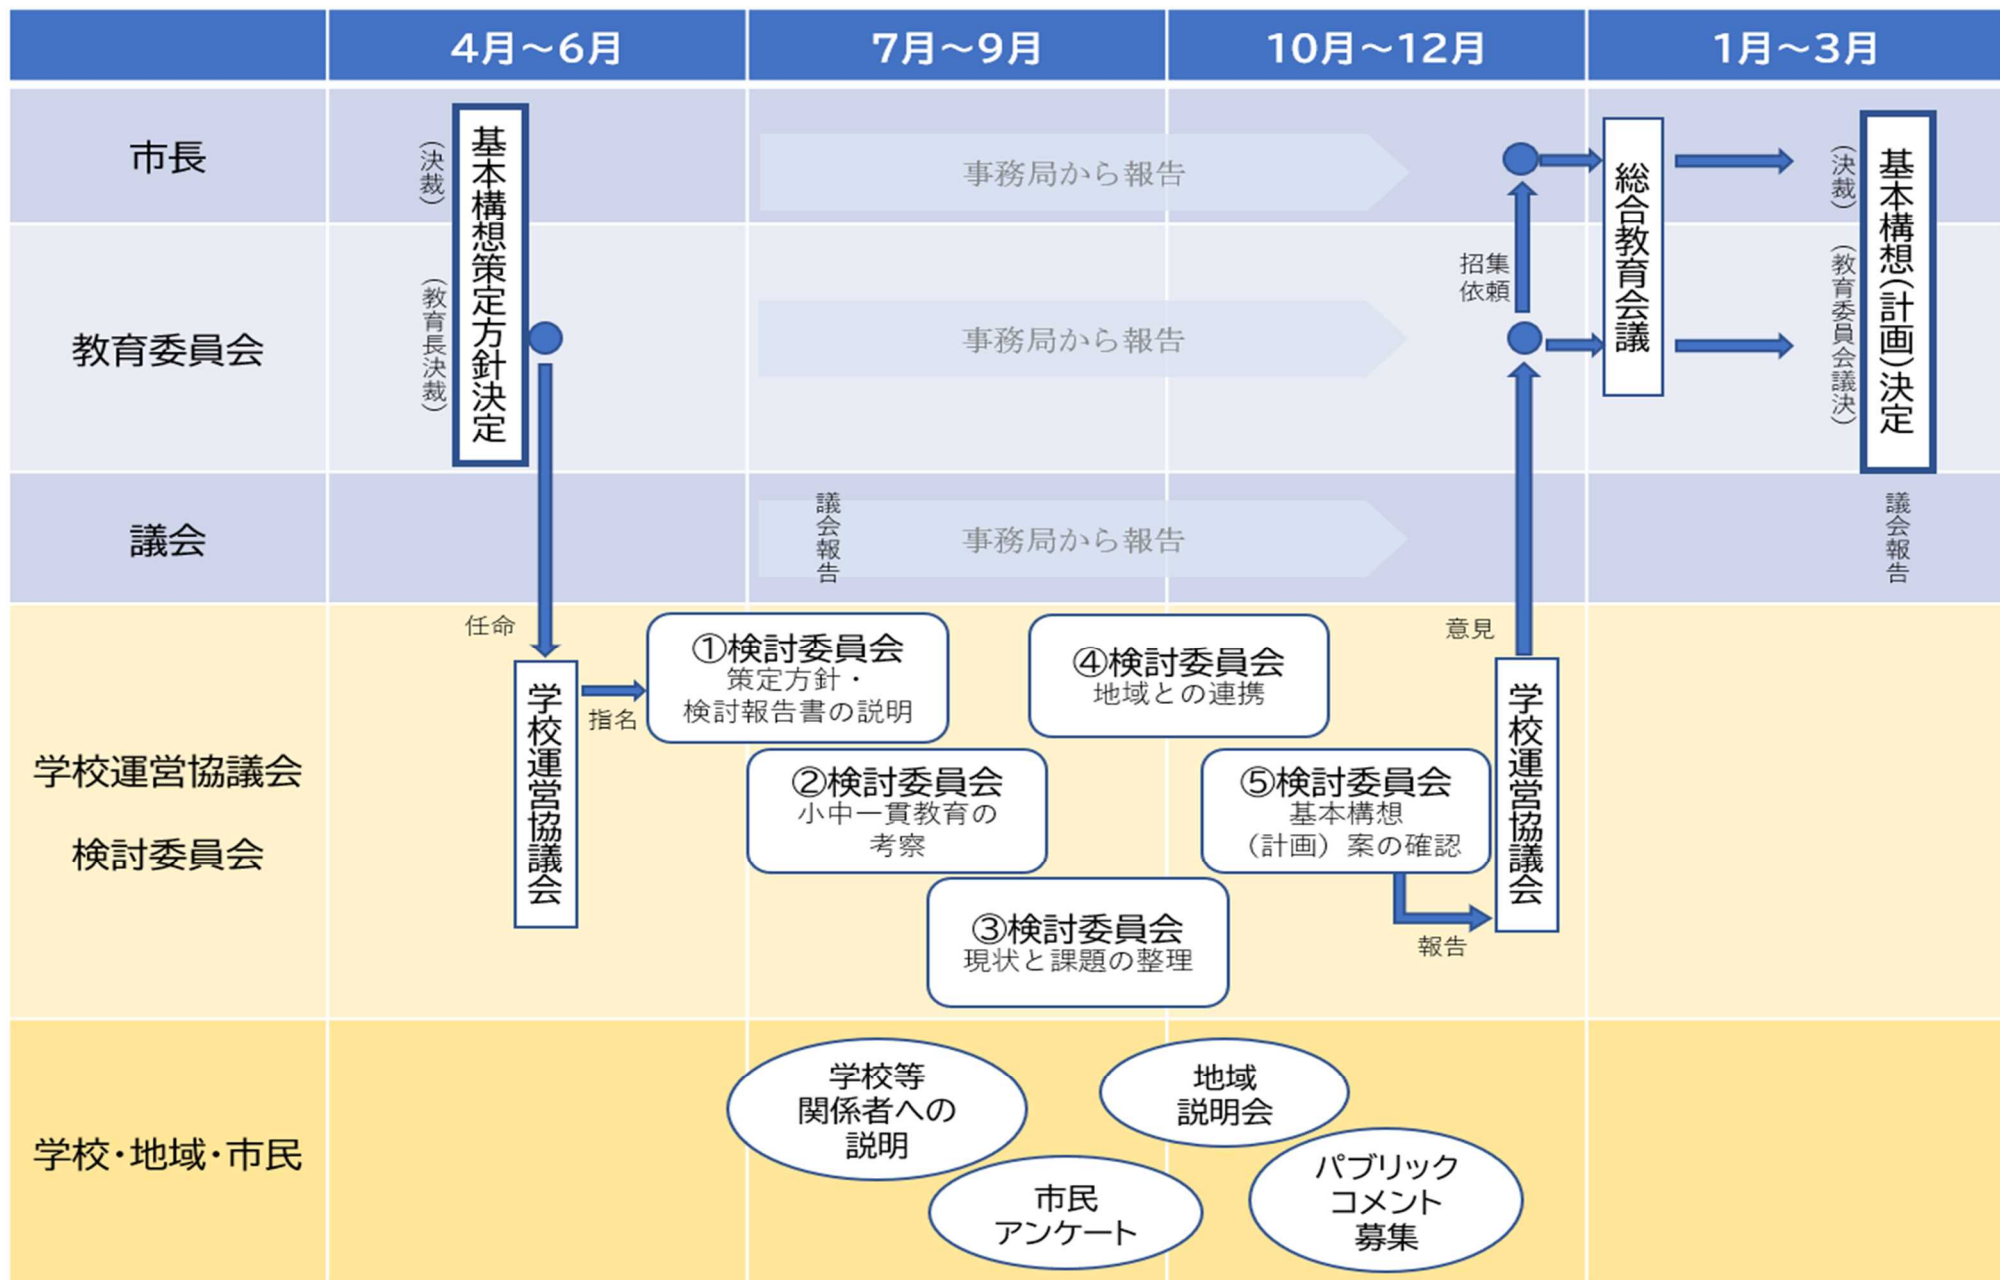 4月～6月
7月～9月
10月～12月
1月～3月
市長
（決裁）
基本構想策定方針決定
事務局から報告
総合教育会議
（決裁）
基本構想（計画）決定
教育委員会
（教育長決裁）
事務局から報告
招集
依頼
（教育委員会議決）
議会
議会報告
事務局から報告
議会報告
学校運営協議会
検討委員会
任命
学校運営協議会
指名
①検討委員会
策定方針・
検討報告書の説明
②検討委員会
小中一貫教育の
考察
③検討委員会
現状と課題の整理
④検討委員会
地域との連携
⑤検討委員会
基本構想
（計画）案の確認
報告
意見
学校運営協議会
学校・地域・市民
学校等
関係者への
説明
市民
アンケート
地域
説明会
パブリック
コメント
募集